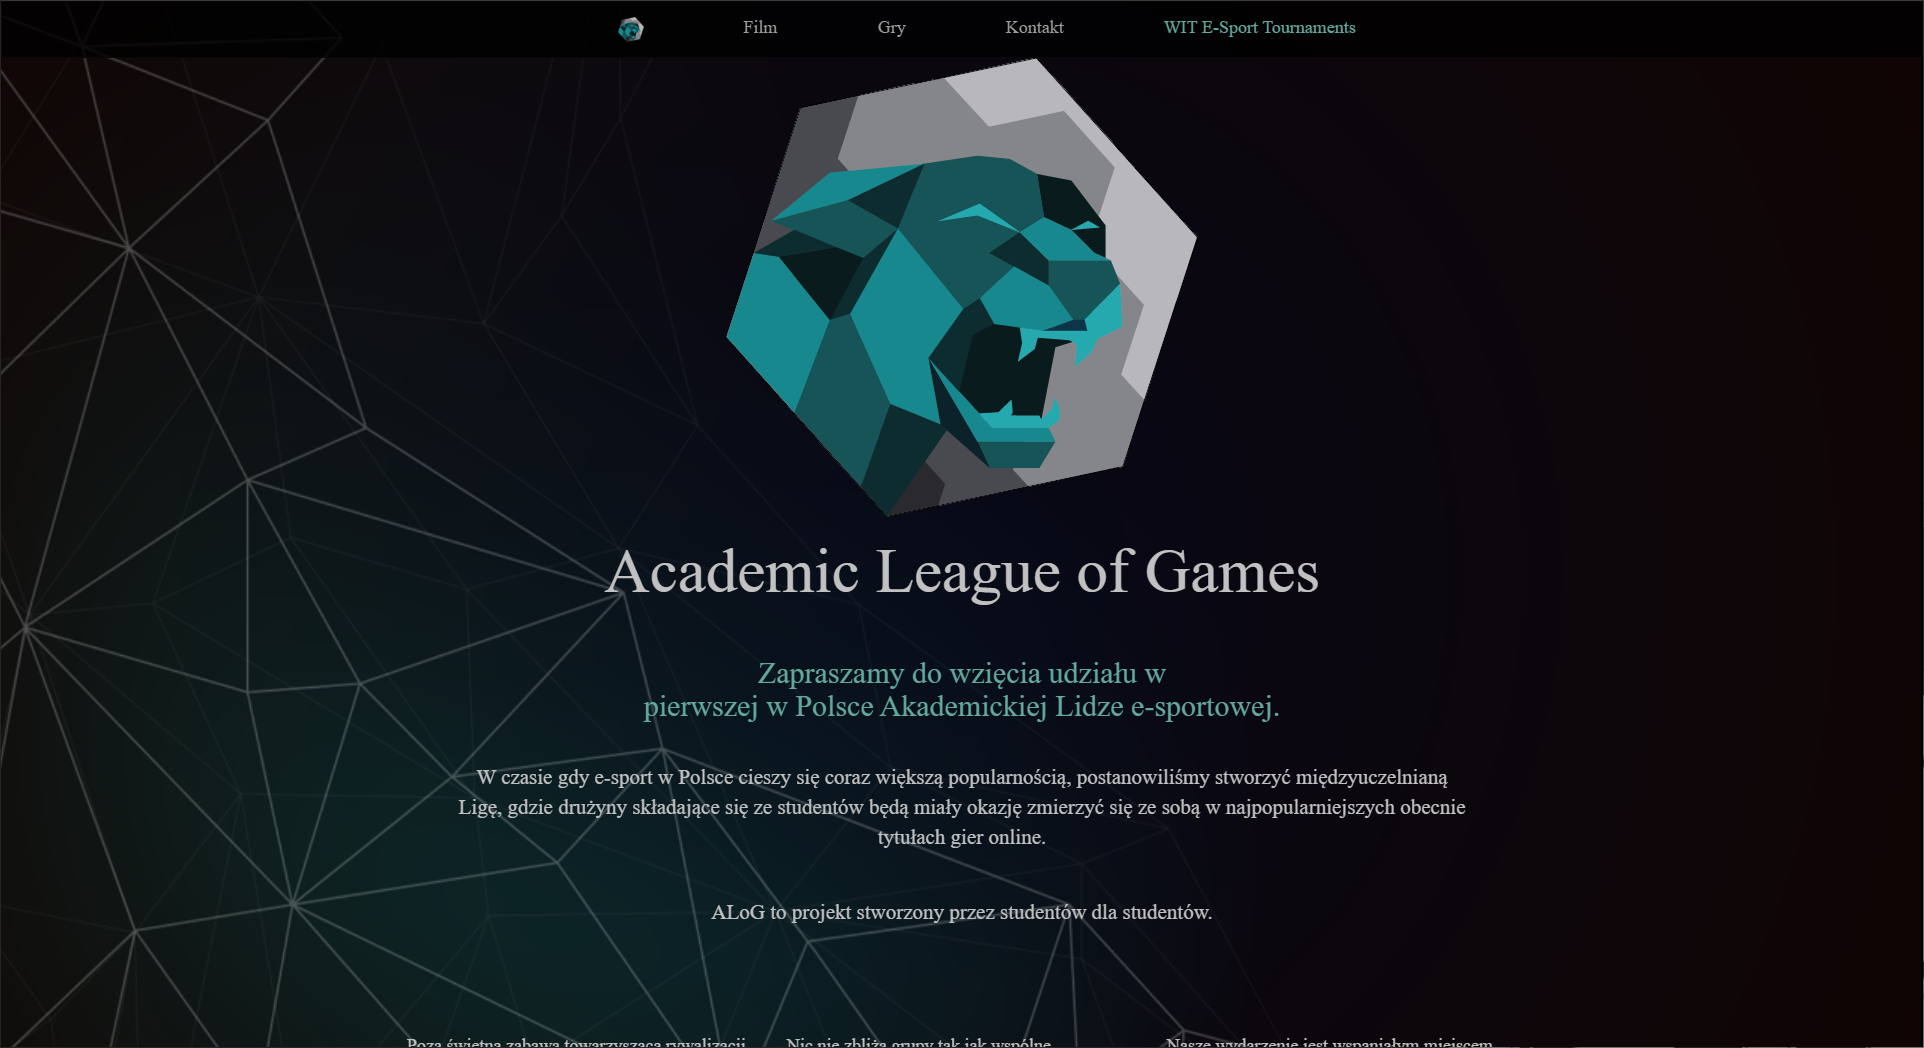 Film Gry Kontakt WIT E-Sport Tournaments
Academic League of Games
Zapraszamy do wzięcia udziału w
pierwszej w Polsce Akademickiej Lidze e-sportowej.
W czasie gdy e-sport w Polsce cieszy się coraz większą popularnością, postanowiliśmy stworzyć międzyuczelnianą
Ligę, gdzie drużyny składające się ze studentów będą miały okazję zmierzyć się ze sobą w najpopularniejszych obecnie
tytułach gier online.
ALoG to projekt stworzony przez studentów dla studentów.
Poza świetną zabawą towarzyszącą rywalizacji
Nic nie zbliża grupy tak jak wspólne
Nasze wydarzenie jest wspaniałym miejscem